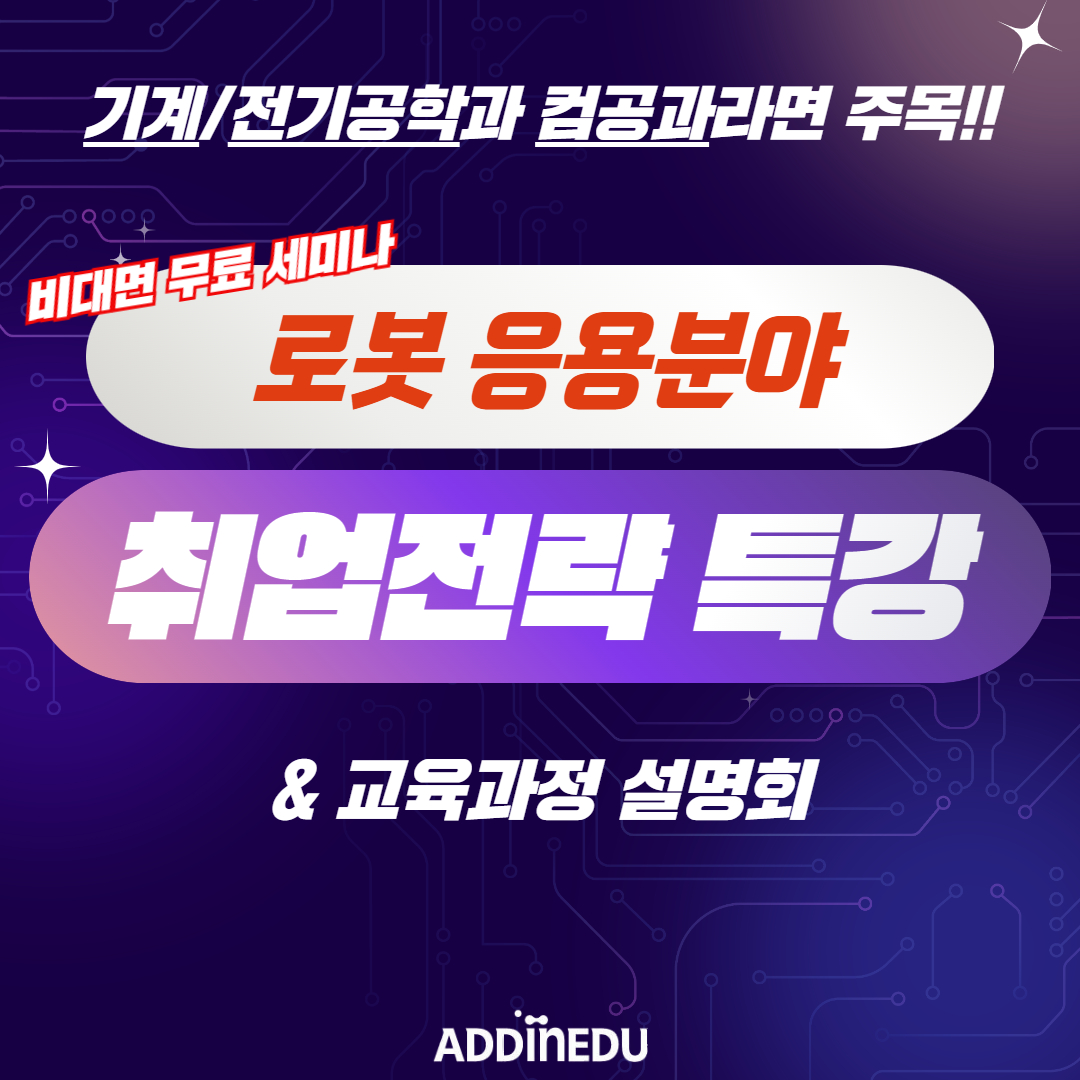 기계/전기공학과 컴공과라면 주목!!
비대면 무료 세미나
로봇 응용분야
취업전략 특강
& 교육과정 설명회
ADDinEDU